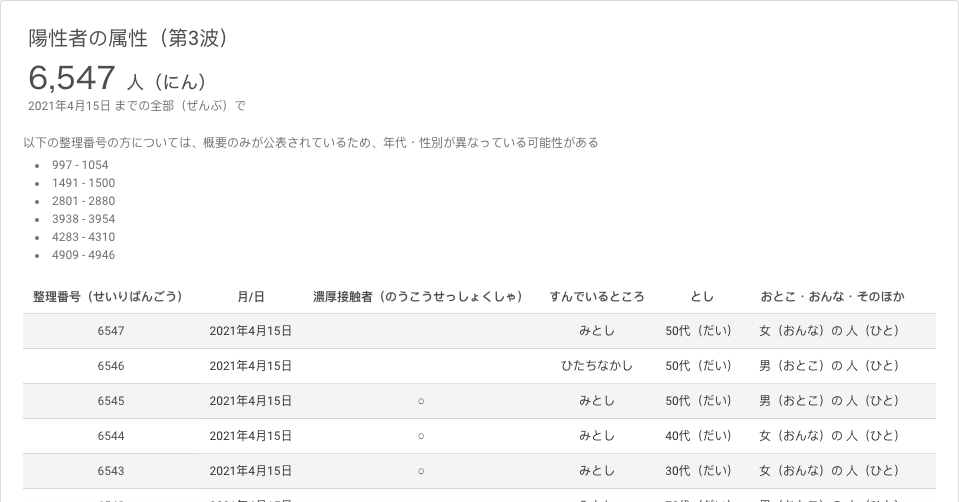 陽性者の属性（第3波）
6,547 人（にん）
2021年4月15日 までの全部（ぜんぶ）で
以下の整理番号の方については、概要のみが公表されているため、年代・性別が異なっている可能性がある
• 997 - 1054
• 1491 - 1500
• 2801 - 2880
• 3938 - 3954
• 4283 - 4310
• 4909 - 4946
整理番号（せいりばんごう） 月/日 濃厚接触者（のうこうせっしょくしゃ） すんでいるところ とし おとこ・おんな・そのほか
6547 2021年4月15日 みとし 50代（だい） 女（おんな）の 人（ひと）
6546 2021年4月15日 ひたちなかし 50代（だい） 男（おとこ）の 人（ひと）
6545 2021年4月15日 ○ みとし 50代（だい） 男（おとこ）の 人（ひと）
6544 2021年4月15日 ○ みとし 40代（だい） 女（おんな）の 人（ひと）
6543 2021年4月15日 ○ みとし 30代（だい） 女（おんな）の 人（ひと）